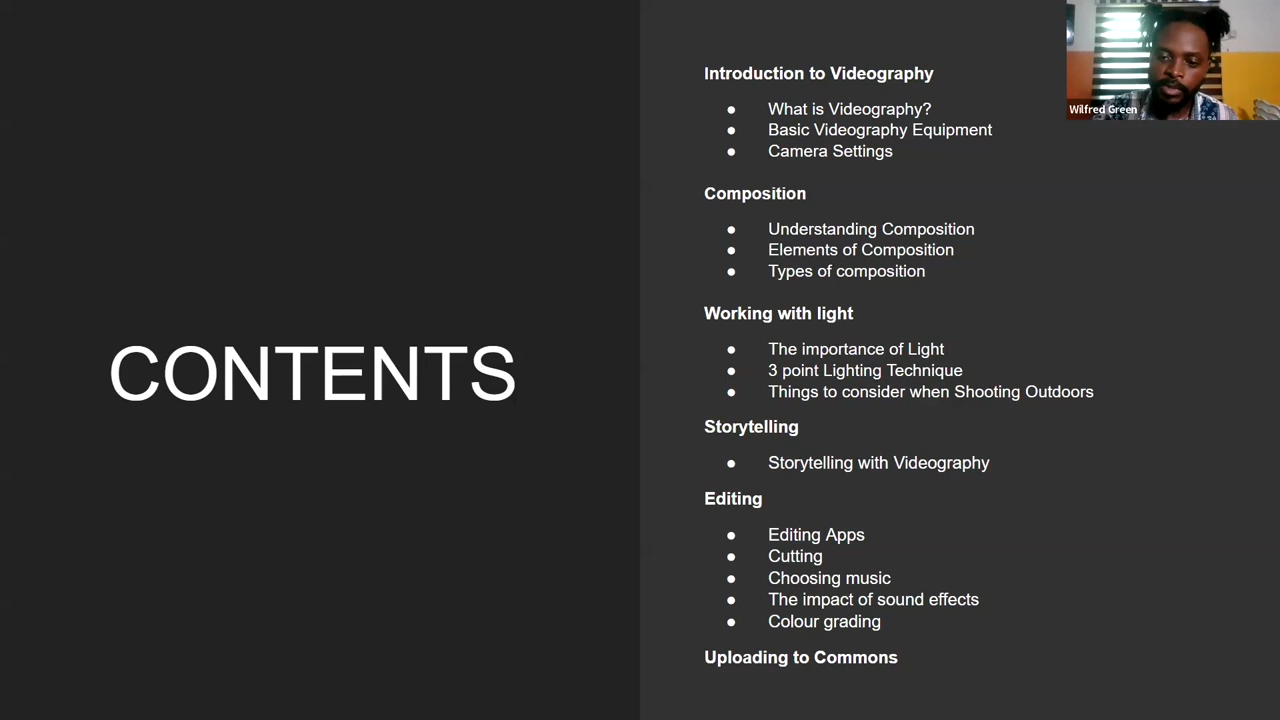 CONTENTS
Introduction to Videography
● What is Videography?
● Basic Videography Equipment
● Camera Settings
Composition
● Understanding Composition
● Elements of Composition
● Types of composition
Working with light
● The importance of Light
● 3 point Lighting Technique
● Things to consider when Shooting Outdoors
Storytelling
● Storytelling with Videography
Editing
● Editing Apps
● Cutting
● Choosing music
● The impact of sound effects
● Colour grading
Uploading to Commons
Wilfred Green